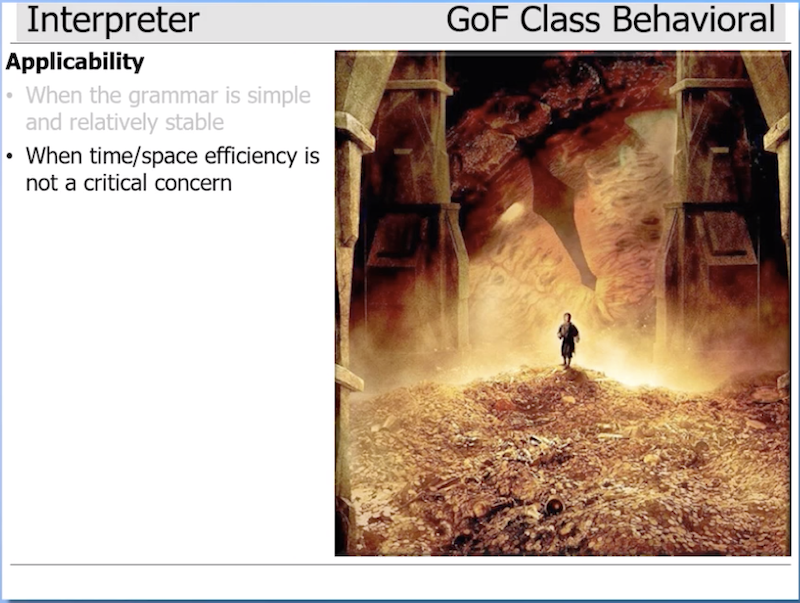 Interpreter GoF Class Behavioral
Applicability
• When the grammar is simple
and relatively stable
• When time/space efficiency is
not a critical concern